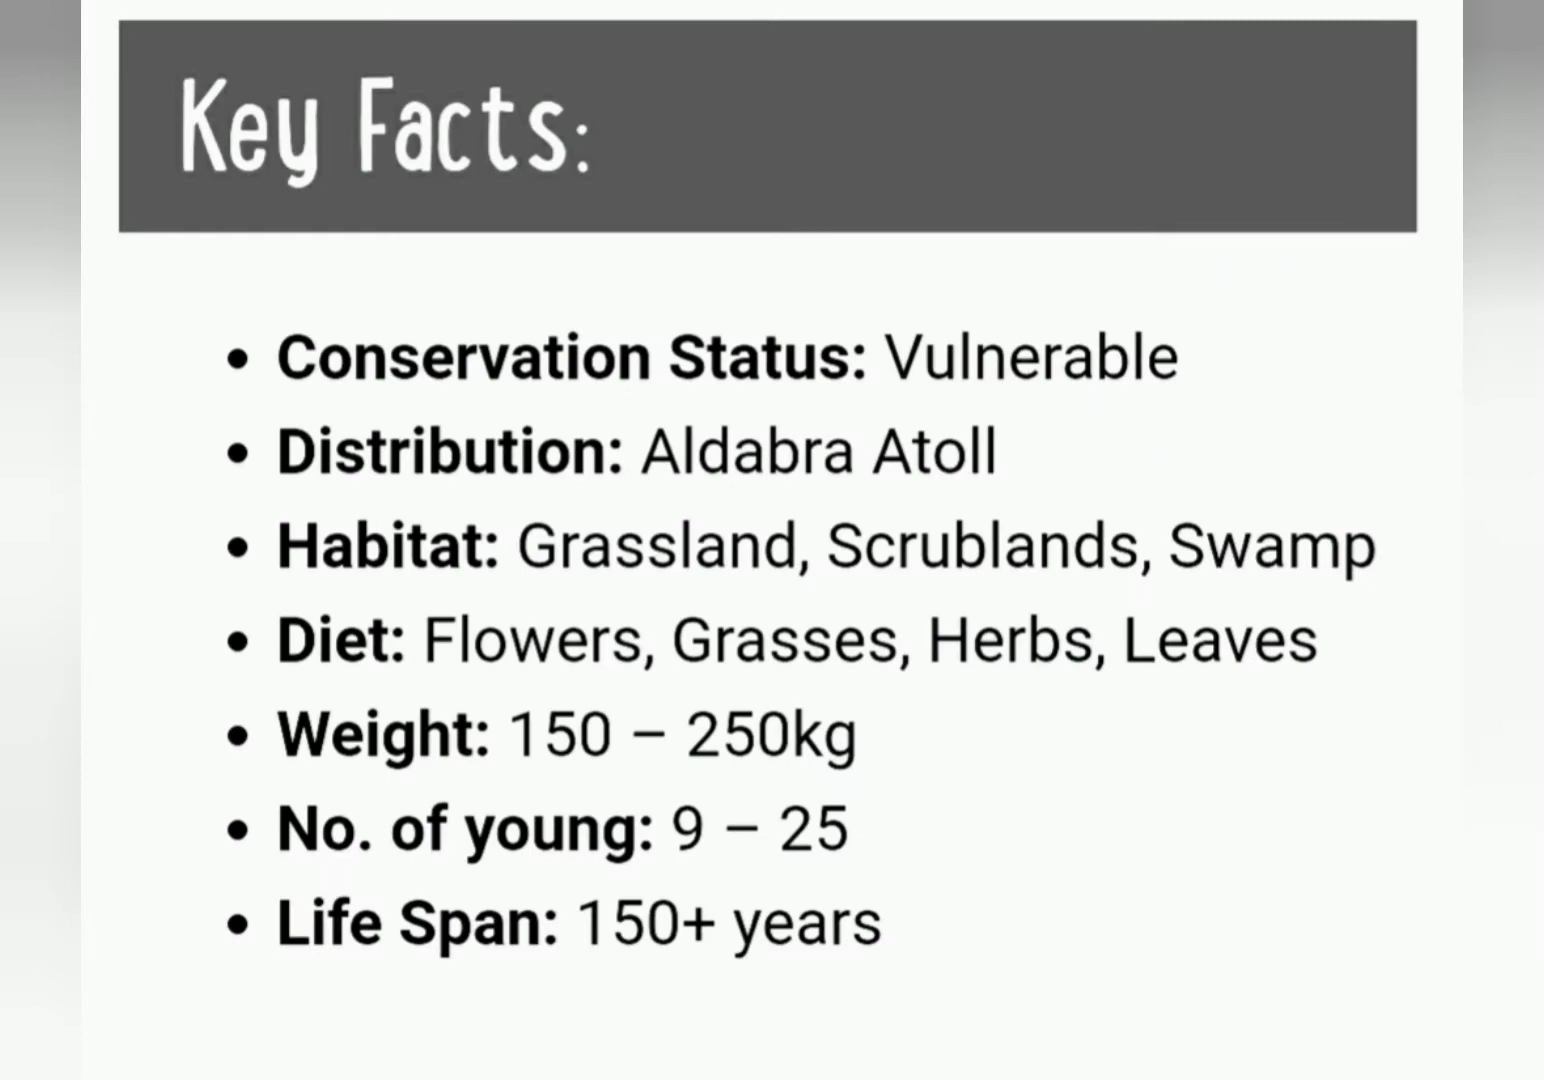 Key Facts:
• Conservation Status: Vulnerable
• Distribution: Aldabra Atoll
• Habitat: Grassland, Scrublands, Swamp
• Diet: Flowers, Grasses, Herbs, Leaves
• Weight: 150 – 250kg
• No. of young: 9 – 25
• Life Span: 150+ years